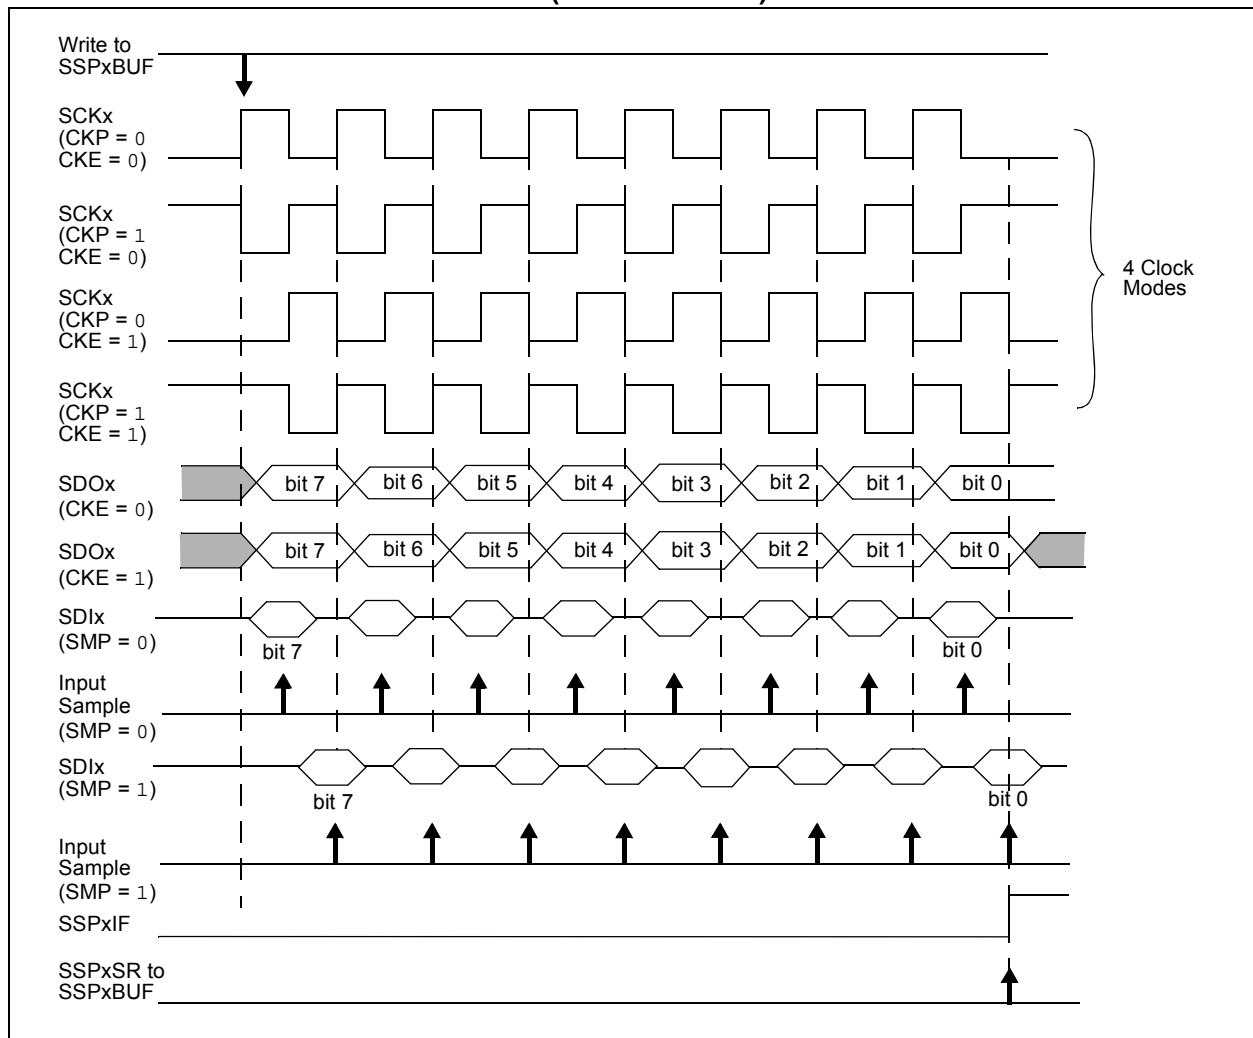 Write to
SSPxBUF
SCKx
(CKP = 0
CKE = 0)
SCKx
(CKP = 1
CKE = 0)
SCKx
(CKP = 0
CKE = 1)
SCKx
(CKP = 1
CKE = 1)
4 Clock
Modes
SDOx
(CKE = 0)
bit 7 bit 6 bit 5 bit 4 bit 3 bit 2 bit 1 bit 0
SDOx
(CKE = 1)
bit 7 bit 6 bit 5 bit 4 bit 3 bit 2 bit 1 bit 0
SDIx
(SMP = 0)
bit 7 bit 0
Input
Sample
(SMP = 0)
SDIx
(SMP = 1)
bit 7 bit 0
Input
Sample
(SMP = 1)
SSPxIF
SSPxSR to
SSPxBUF